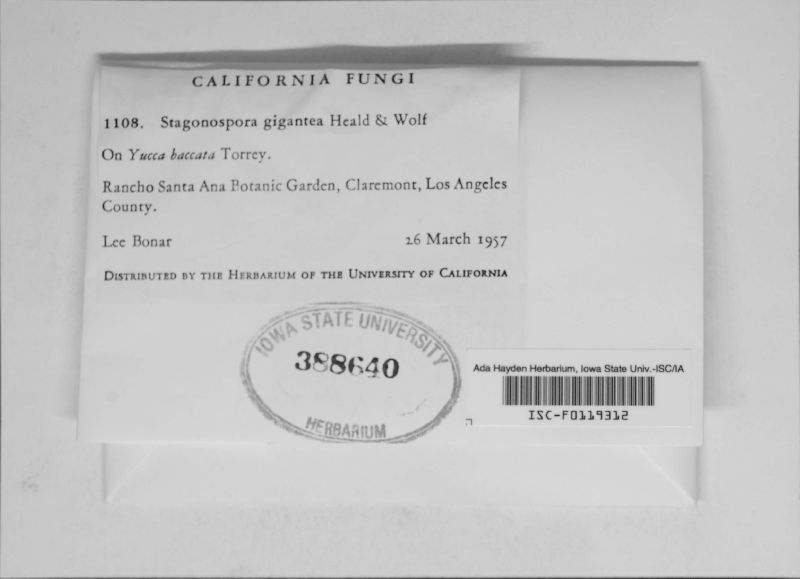 CALIFORNIA FUNGI
1108. Stagonospora gigantea Heald & Wolf
On Yucca baccata Torrey.
Rancho Santa Ana Botanic Garden, Claremont, Los Angeles
County.
Lee Bonar 26 March 1957
DISTRIBUTED BY THE HERBARIUM OF THE UNIVERSITY OF CALIFORNIA
IOWA STATE UNIVERSITY
388640
HERBARIUM
Ada Hayden Herbarium, Iowa State Univ.-ISC/IA
ISC-F0119312